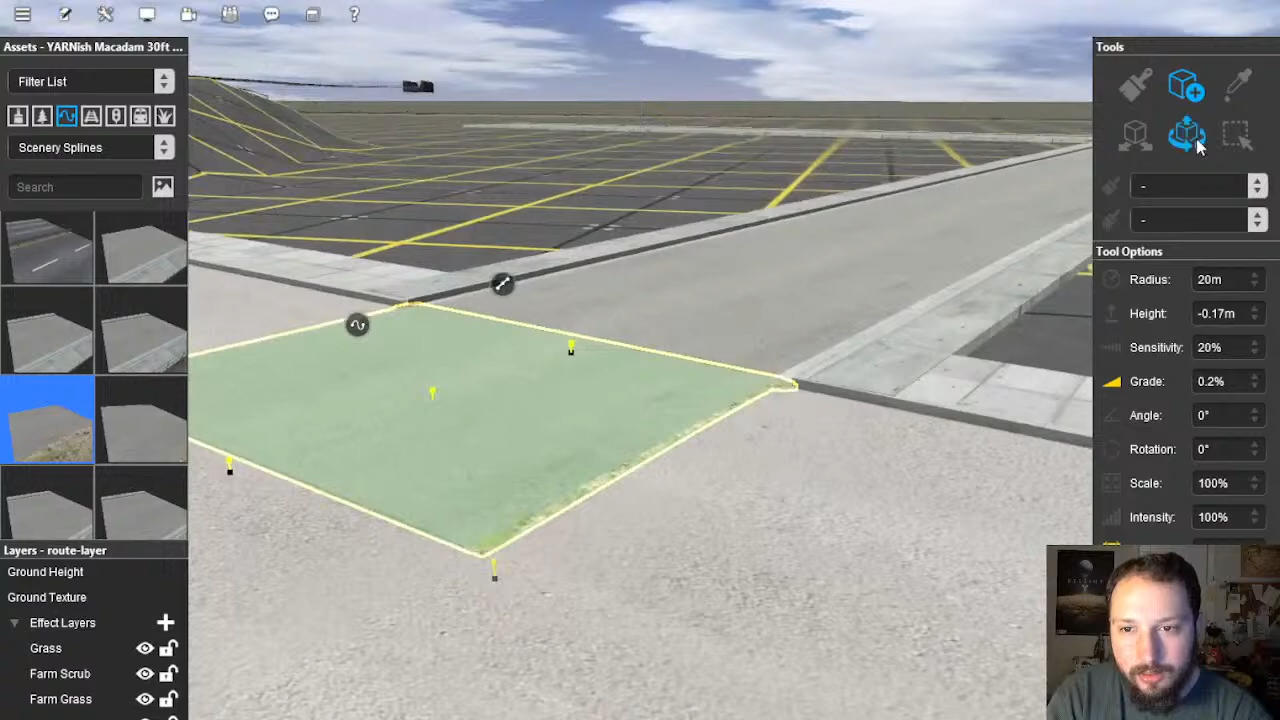 Assets - YARNish Macadam 30ft ...
Filter List
Scenery Splines
Search
Layers - route-layer
Ground Height
Ground Texture
Effect Layers
Grass
Farm Scrub
Farm Grass
Tools
-
-
Tool Options
Radius: 20m
Height: -0.17m
Sensitivity: 20%
Grade: 0.2%
Angle: 0°
Rotation: 0°
Scale: 100%
Intensity: 100%